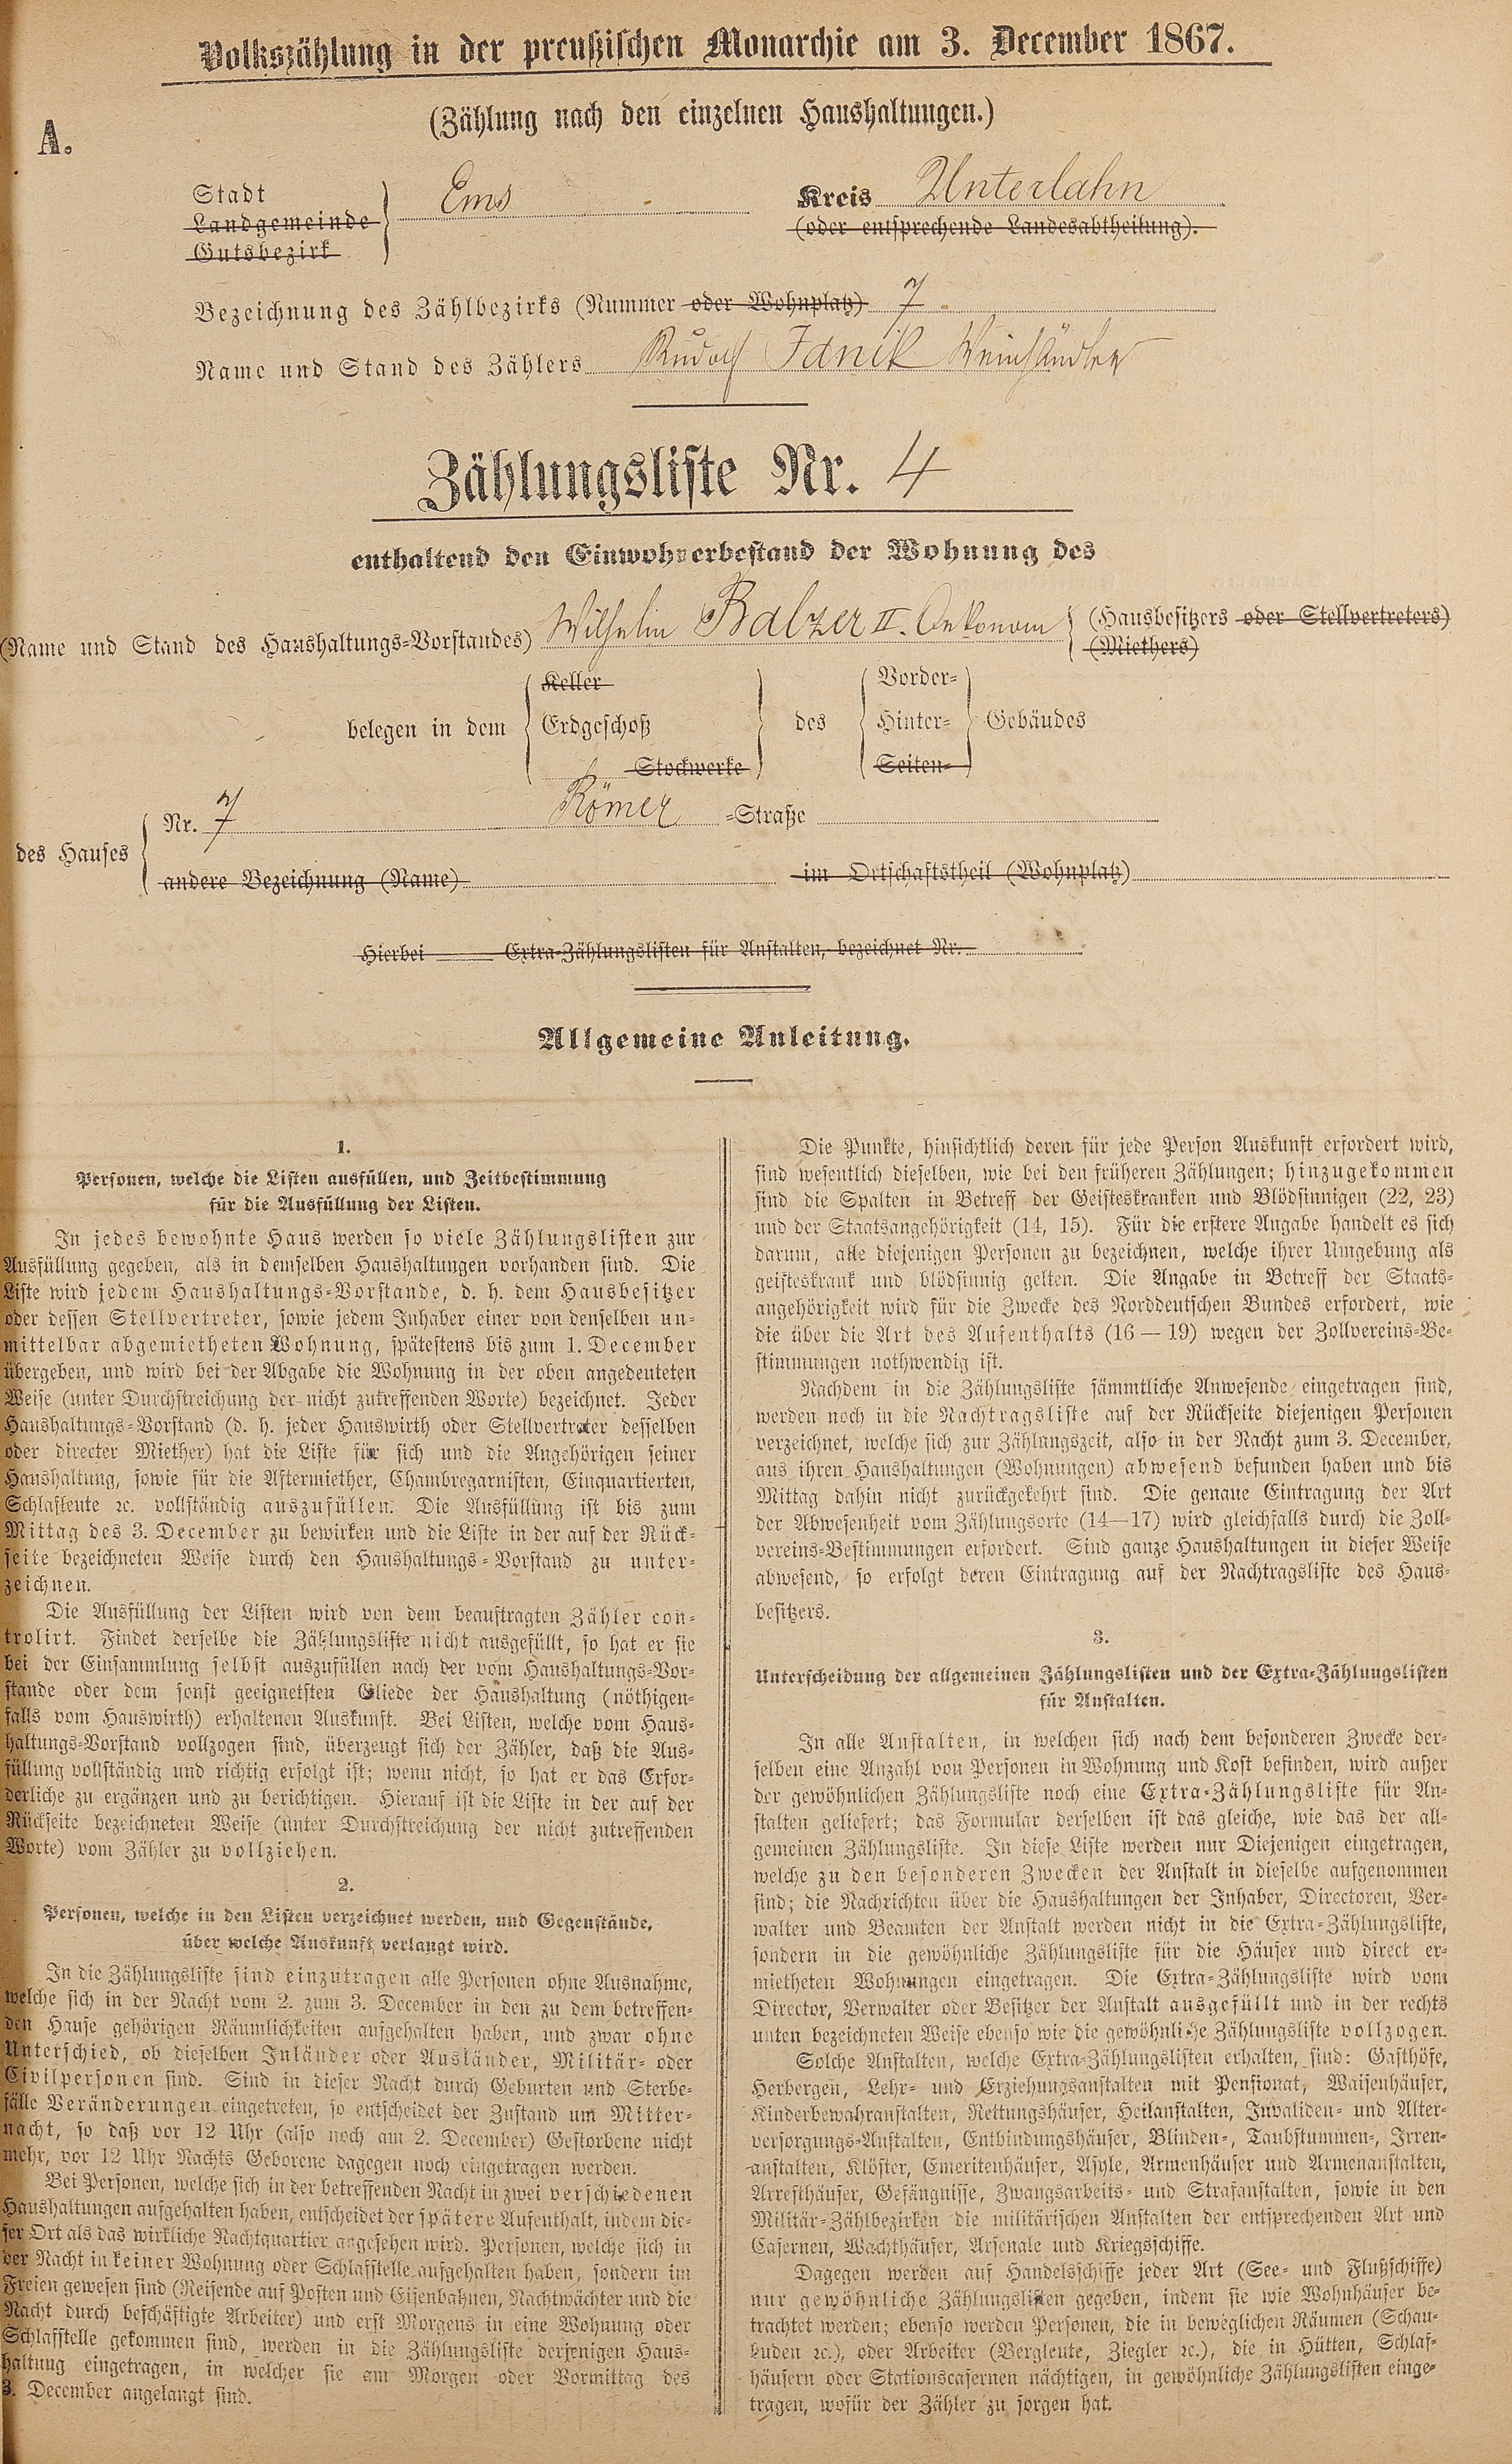 Volkszählung in der preußischen Monarchie am 3. December 1867.
(Zählung nach den einzelnen Haushaltungen.)
A.
Stadt
Landgemeinde
Gutsbezirk
Ems
Kreis Unterlahn
(oder entsprechende Landesabtheilung).
Bezeichnung des Zählbezirks (Nummer oder Wohnplatz) 7
Name und Stand des Zählers Rudolf Janik Weinhändler
Zählungsliste Nr. 4
enthaltend den Einwohnerbestand der Wohnung des
(Name und Stand des Haushaltungs-Vorstandes) Wilhelm Balzer II. Oekonom
(Hausbesitzers oder Stellvertreters)
(Miethers)
belegen in dem
Keller
Erdgeschoß
Stockwerke
des
Vorder-
Hinter-
Seiten-
Gebäudes
des Hauses
Nr. 7 Römer -Straße
andere Bezeichnung (Name) im Ortschaftstheil (Wohnplatz)
Hierbei Extra-Zählungslisten für Anstalten, bezeichnet Nr.
Allgemeine Anleitung.
1.
Personen, welche die Listen ausfüllen, und Zeitbestimmung
für die Ausfüllung der Listen.
In jedes bewohnte Haus werden so viele Zählungslisten zur
Ausfüllung gegeben, als in demselben Haushaltungen vorhanden sind. Die
Liste wird jedem Haushaltungs-Vorstande, d. h. dem Hausbesitzer
oder dessen Stellvertreter, sowie jedem Inhaber einer von denselben un-
mittelbar abgemietheten Wohnung, spätestens bis zum 1. December
übergeben, und wird bei der Abgabe die Wohnung in der oben angedeuteten
Weise (unter Durchstreichung der nicht zutreffenden Worte) bezeichnet. Jeder
Haushaltungs-Vorstand (d. h. jeder Hauswirth oder Stellvertreter desselben
oder directer Miether) hat die Liste für sich und die Angehörigen seiner
Haushaltung, sowie für die Aftermiether, Chambregarnisten, Einquartierten,
Schlafleute ꝛc. vollständig auszufüllen. Die Ausfüllung ist bis zum
Mittag des 3. December zu bewirken und die Liste in der auf der Rück-
seite bezeichneten Weise durch den Haushaltungs-Vorstand zu unter-
zeichnen.
Die Ausfüllung der Listen wird von dem beauftragten Zähler con-
trolirt. Findet derselbe die Zählungsliste nicht ausgefüllt, so hat er sie
bei der Einsammlung selbst auszufüllen nach der vom Haushaltungs-Vor-
stande oder dem sonst geeignetsten Gliede der Haushaltung (nöthigen-
falls vom Hauswirth) erhaltenen Auskunft. Bei Listen, welche vom Haus-
haltungs-Vorstand vollzogen sind, überzeugt sich der Zähler, daß die Aus-
füllung vollständig und richtig erfolgt ist; wenn nicht, so hat er das Erfor-
derliche zu ergänzen und zu berichtigen. Hierauf ist die Liste in der auf der
Rückseite bezeichneten Weise (unter Durchstreichung der nicht zutreffenden
Worte) vom Zähler zu vollziehen.
2.
Personen, welche in den Listen verzeichnet werden, und Gegenstände,
über welche Auskunft verlangt wird.
In die Zählungsliste sind einzutragen alle Personen ohne Ausnahme,
welche sich in der Nacht vom 2. zum 3. December in den zu dem betreffen-
den Hause gehörigen Räumlichkeiten aufgehalten haben, und zwar ohne
Unterschied, ob dieselben Inländer oder Ausländer, Militär- oder
Civilpersonen sind. Sind in dieser Nacht durch Geburten und Sterbe-
fälle Veränderungen eingetreten, so entscheidet der Zustand um Mitter-
nacht, so daß vor 12 Uhr (also noch am 2. December) Gestorbene nicht
mehr, vor 12 Uhr Nachts Geborene dagegen noch eingetragen werden.
Bei Personen, welche sich in der betreffenden Nacht in zwei verschiedenen
Haushaltungen aufgehalten haben, entscheidet der spätere Aufenthalt, indem die-
ser Ort als das wirkliche Nachtquartier angesehen wird. Personen, welche sich in
der Nacht in keiner Wohnung oder Schlafstelle aufgehalten haben, sondern im
Freien gewesen sind (Reisende auf Posten und Eisenbahnen, Nachtwächter und die
Nacht durch beschäftigte Arbeiter) und erst Morgens in eine Wohnung oder
Schlafstelle gekommen sind, werden in die Zählungsliste derjenigen Haus-
haltung eingetragen, in welcher sie am Morgen oder Vormittag des
3. December angelangt sind.
Die Punkte, hinsichtlich deren für jede Person Auskunft erfordert wird,
sind wesentlich dieselben, wie bei den früheren Zählungen; hinzugekommen
sind die Spalten in Betreff der Geisteskranken und Blödsinnigen (22, 23)
und der Staatsangehörigkeit (14, 15). Für die erstere Angabe handelt es sich
darum, alle diejenigen Personen zu bezeichnen, welche ihrer Umgebung als
geisteskrank und blödsinnig gelten. Die Angabe in Betreff der Staats-
angehörigkeit wird für die Zwecke des Norddeutschen Bundes erfordert, wie
die über die Art des Aufenthalts (16—19) wegen der Zollvereins-Be-
stimmungen nothwendig ist.
Nachdem in die Zählungsliste sämmtliche Anwesende eingetragen sind,
werden noch in die Nachtragsliste auf der Rückseite diejenigen Personen
verzeichnet, welche sich zur Zählungszeit, also in der Nacht zum 3. December,
aus ihren Haushaltungen (Wohnungen) abwesend befunden haben und bis
Mittag dahin nicht zurückgekehrt sind. Die genaue Eintragung der Art
der Abwesenheit vom Zählungsorte (14—17) wird gleichfalls durch die Zoll-
vereins-Bestimmungen erfordert. Sind ganze Haushaltungen in dieser Weise
abwesend, so erfolgt deren Eintragung auf der Nachtragsliste des Haus-
besitzers.
3.
Unterscheidung der allgemeinen Zählungslisten und der Extra-Zählungslisten
für Anstalten.
In alle Anstalten, in welchen sich nach dem besonderen Zwecke der-
selben eine Anzahl von Personen in Wohnung und Kost befinden, wird außer
der gewöhnlichen Zählungsliste noch eine Extra-Zählungsliste für An-
stalten geliefert; das Formular derselben ist das gleiche, wie das der all-
gemeinen Zählungsliste. In diese Liste werden nur Diejenigen eingetragen,
welche zu den besonderen Zwecken der Anstalt in dieselbe aufgenommen
sind; die Nachrichten über die Haushaltungen der Inhaber, Directoren, Ver-
walter und Beamten der Anstalt werden nicht in die Extra-Zählungsliste,
sondern in die gewöhnliche Zählungsliste für die Häuser und direct er-
mietheten Wohnungen eingetragen. Die Extra-Zählungsliste wird vom
Director, Verwalter oder Besitzer der Anstalt ausgefüllt und in der rechts
unten bezeichneten Weise ebenso wie die gewöhnliche Zählungsliste vollzogen.
Solche Anstalten, welche Extra-Zählungslisten erhalten, sind: Gasthöfe,
Herbergen, Lehr- und Erziehungsanstalten mit Pensionat, Waisenhäuser,
Kinderbewahranstalten, Rettungshäuser, Heilanstalten, Invaliden- und Alter-
versorgungs-Anstalten, Entbindungshäuser, Blinden-, Taubstummen-, Irren-
anstalten, Klöster, Emeritenhäuser, Asyle, Armenhäuser und Armenanstalten,
Arresthäuser, Gefängnisse, Zwangsarbeits- und Strafanstalten, sowie in den
Militär-Zählbezirken die militärischen Anstalten der entsprechenden Art und
Casernen, Wachthäuser, Arsenale und Kriegsschiffe.
Dagegen werden auf Handelsschiffe jeder Art (See- und Flußschiffe)
nur gewöhnliche Zählungslisten gegeben, indem sie wie Wohnhäuser be-
trachtet werden; ebenso werden Personen, die in beweglichen Räumen (Schau-
buden ꝛc.), oder Arbeiter (Bergleute, Ziegler ꝛc.), die in Hütten, Schlaf-
häusern oder Stationscasernen nächtigen, in gewöhnliche Zählungslisten einge-
tragen, wofür der Zähler zu sorgen hat.